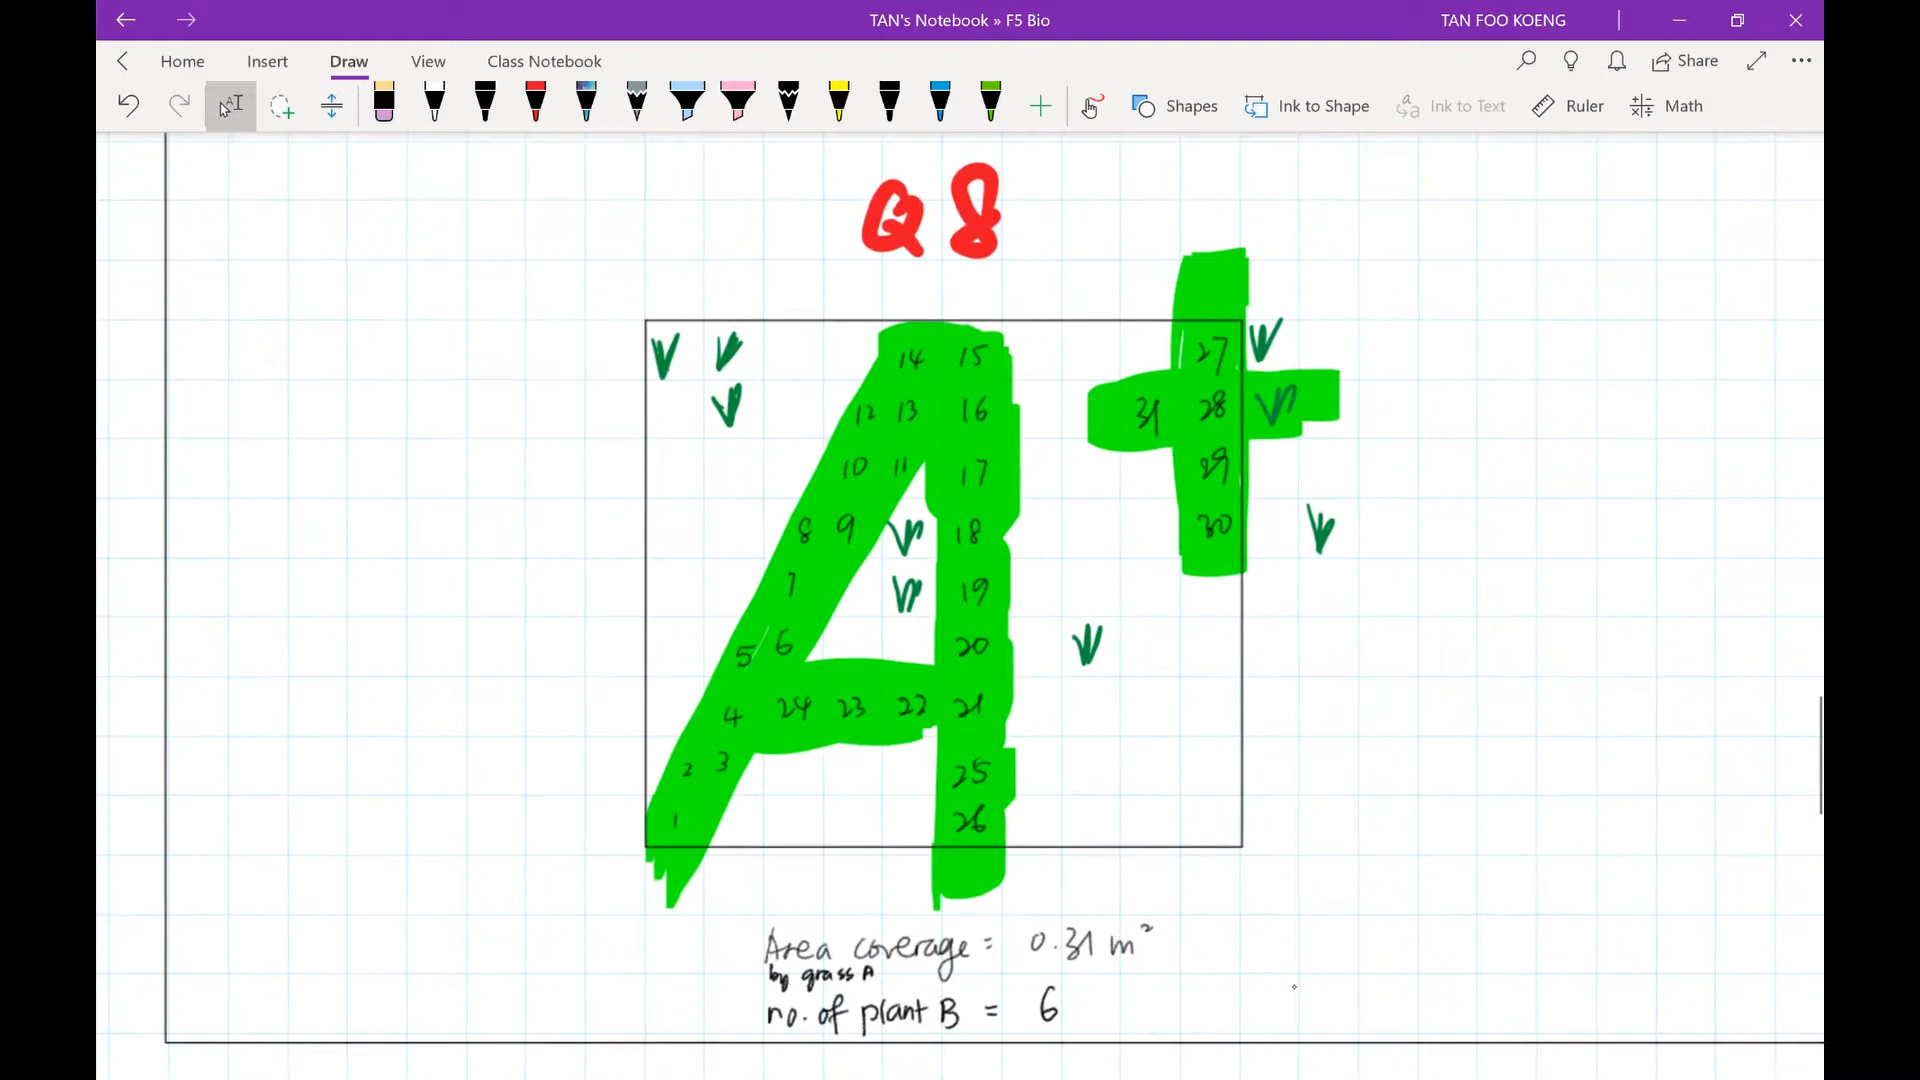 TAN's Notebook » F5 Bio
TAN FOO KOENG
Home Insert Draw View Class Notebook
Share
Shapes Ink to Shape Ink to Text Ruler Math
Q8
14 15 27
12 13 16 31 28
10 11 17 29
8 9 18 30
7 19
5 6 20
4 24 23 22 21
2 3 25
1 26
Area coverage = 0.31 m²
by grass A
no. of plant B = 6